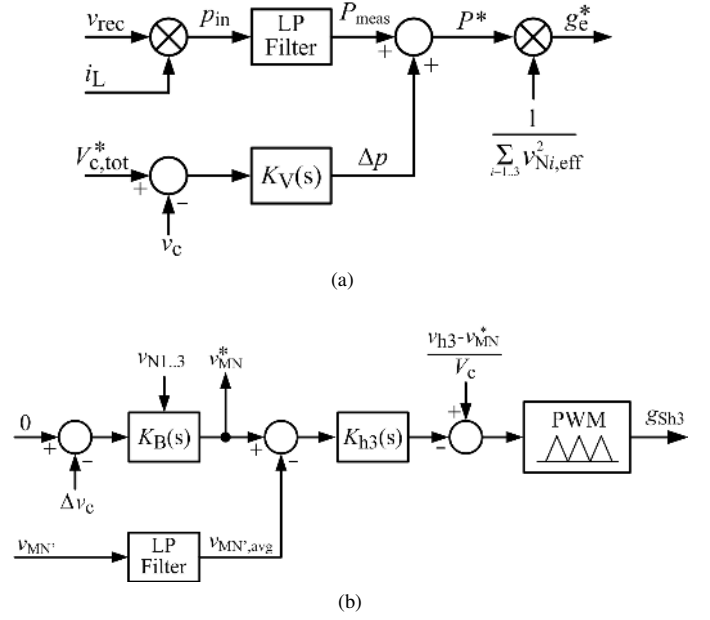 v_rec
p_in
LP Filter
P_meas
P*
g_e^*
+
+
i_L
1
Σ v²_Ni,eff
i=1..3
V*_c,tot
K_V(s)
Δp
+
-
v_c
(a)
v_N1..3
v*_MN
v_h3-v*_MN
V_c
0
K_B(s)
K_h3(s)
PWM
g_Sh3
+
-
+
-
+
-
Δv_c
v_MN'
LP Filter
v_MN',avg
(b)